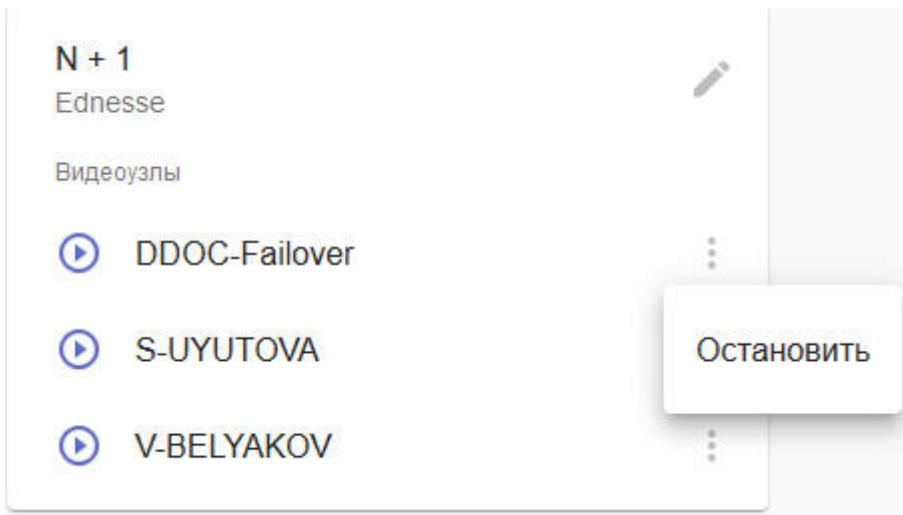 N + 1
Ednesse
Видеоузлы
DDOC-Failover
S-UYUTOVA
Остановить
V-BELYAKOV